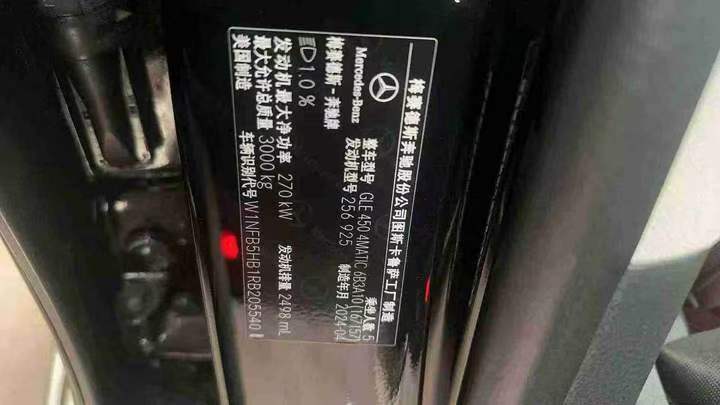 梅赛德斯奔驰股份公司图斯卡鲁萨工厂制造
Mercedes-Benz
梅赛德斯-奔驰牌
整车型号 GLE 450 4MATIC 6B3A10 (167157) 乘坐人数 5
发动机型号 256 925 制造年月 2024-04
1.0 %
发动机最大净功率 270 kW 发动机排量 2498 mL
最大允许总质量 3000 kg
美国制造 车辆识别代号 W1NFB5HB1RB205540